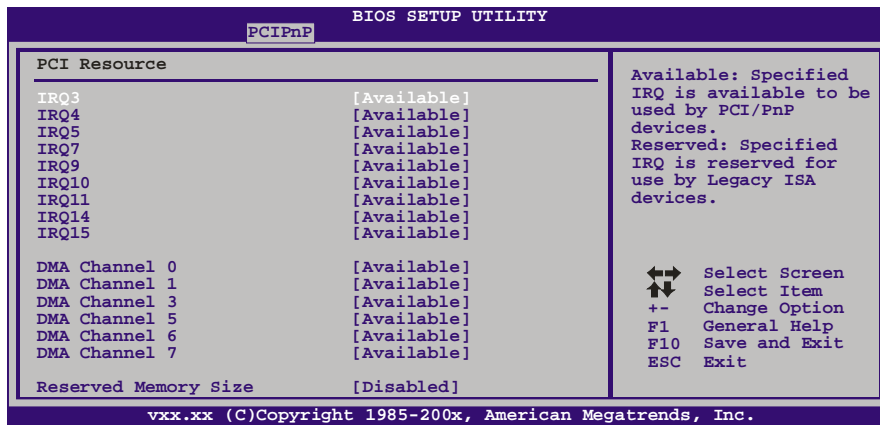 BIOS SETUP UTILITY
PCIPnP
PCI Resource
IRQ3 [Available]
IRQ4 [Available]
IRQ5 [Available]
IRQ7 [Available]
IRQ9 [Available]
IRQ10 [Available]
IRQ11 [Available]
IRQ14 [Available]
IRQ15 [Available]
DMA Channel 0 [Available]
DMA Channel 1 [Available]
DMA Channel 3 [Available]
DMA Channel 5 [Available]
DMA Channel 6 [Available]
DMA Channel 7 [Available]
Reserved Memory Size [Disabled]
Available: Specified
IRQ is available to be
used by PCI/PnP
devices.
Reserved: Specified
IRQ is reserved for
use by Legacy ISA
devices.
Select Screen
Select Item
+- Change Option
F1 General Help
F10 Save and Exit
ESC Exit
vxx.xx (C)Copyright 1985-200x, American Megatrends, Inc.